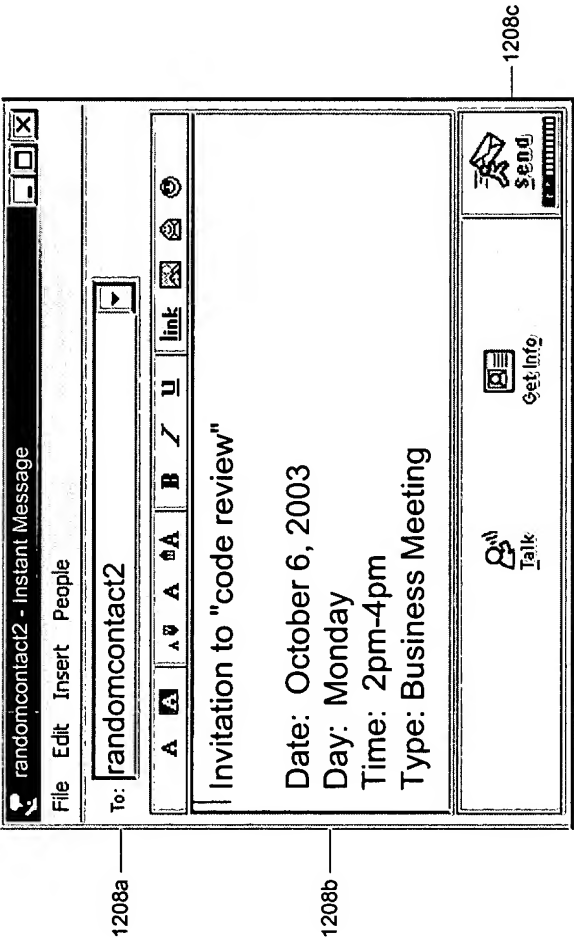 randomcontact2 - Instant Message
File Edit Insert People
To: randomcontact2
A A A A A B I U link
Invitation to "code review"
Date: October 6, 2003
Day: Monday
Time: 2pm-4pm
Type: Business Meeting
Talk
Get Info
Send
1208a
1208b
1208c